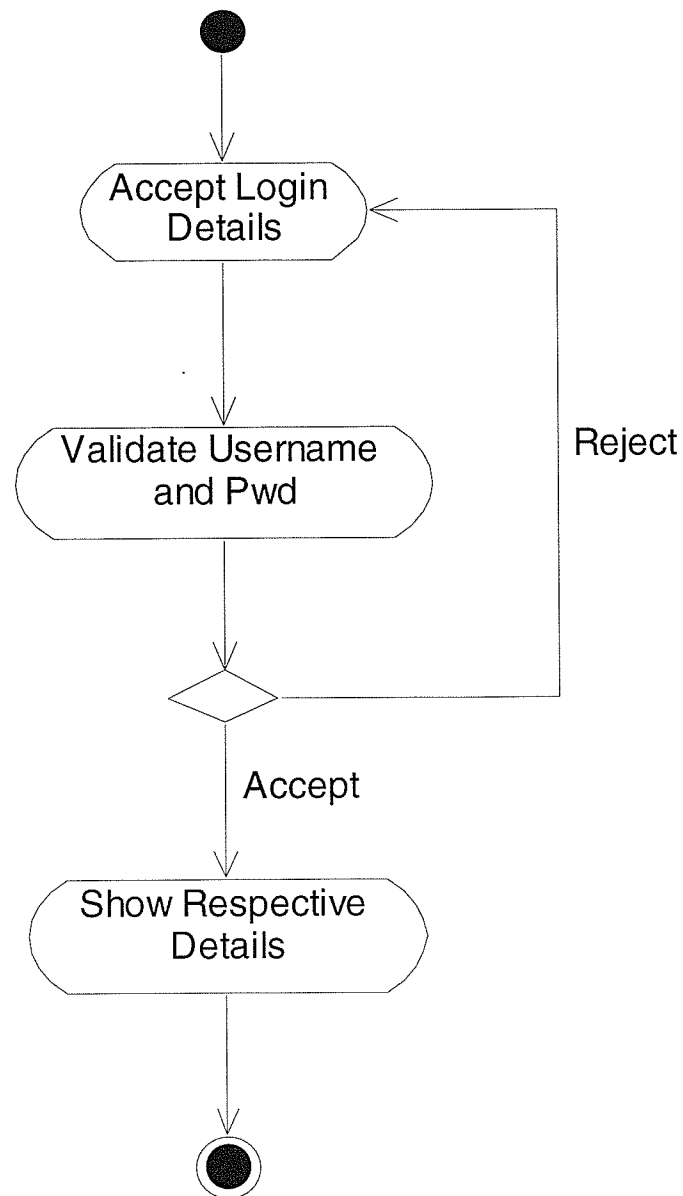 Accept Login
Details
Validate Username
and Pwd
Reject
Accept
Show Respective
Details